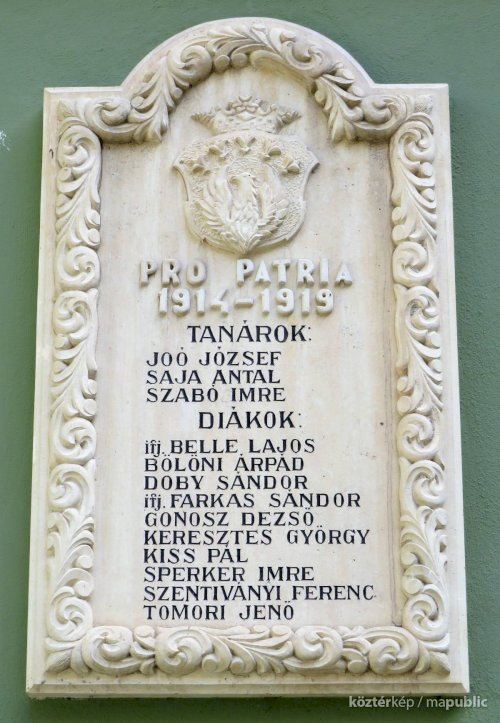 PRO PATRIA
1914-1919
TANÁROK:
JOÓ JÓZSEF
SAJA ANTAL
SZABÓ IMRE
DIÁKOK:
ifj. BELLE LAJOS
BÖLÖNI ÁRPÁD
DOBY SÁNDOR
ifj. FARKAS SÁNDOR
GONOSZ DEZSŐ
KERESZTES GYÖRGY
KISS PÁL
SPERKER IMRE
SZENTIVÁNYI FERENC
TOMORI JENŐ
köztérkép / mapublic